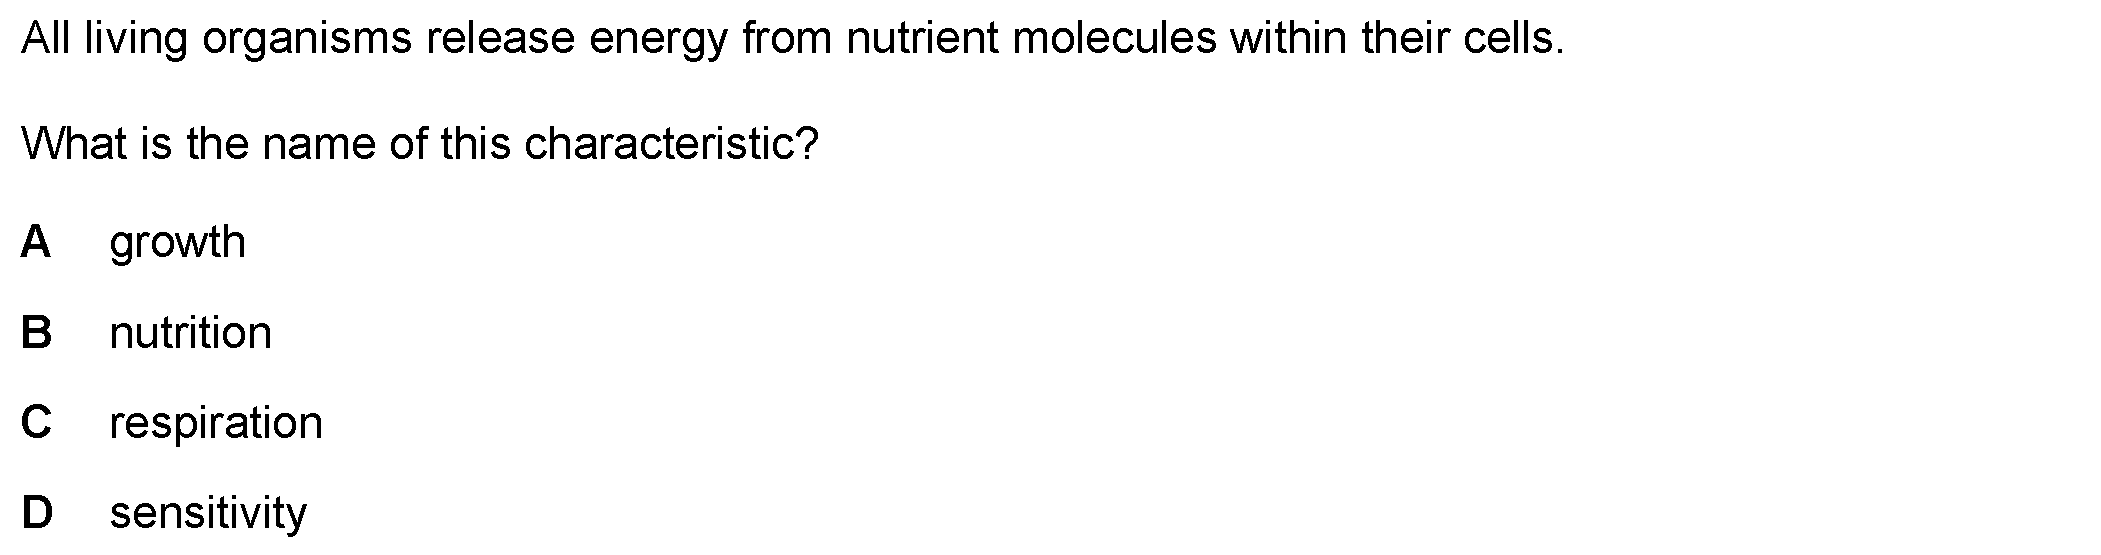 All living organisms release energy from nutrient molecules within their cells.
What is the name of this characteristic?
A growth
B nutrition
C respiration
D sensitivity